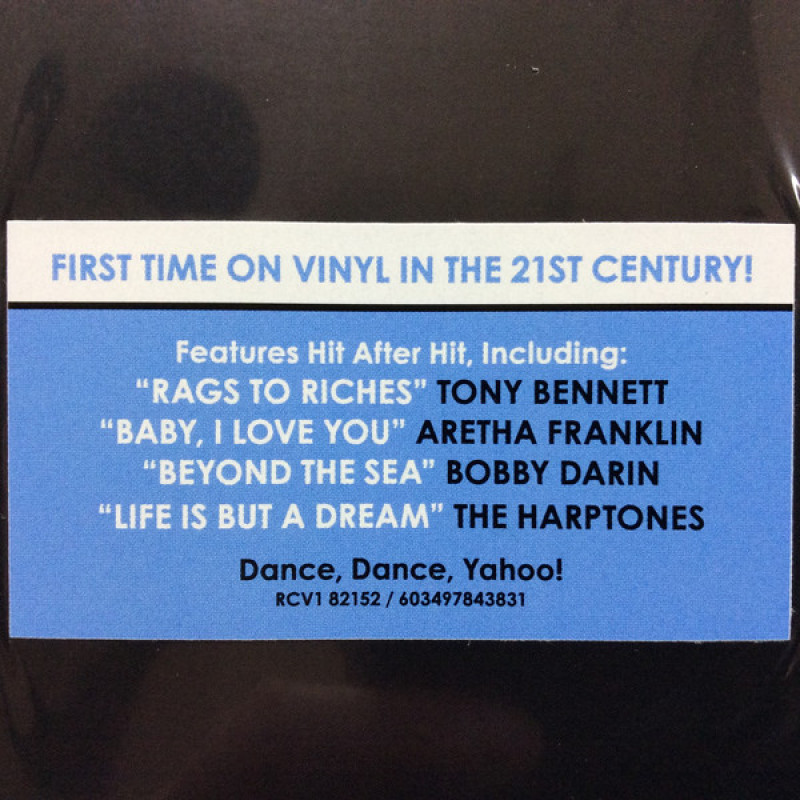 FIRST TIME ON VINYL IN THE 21ST CENTURY!
Features Hit After Hit, Including:
“RAGS TO RICHES” TONY BENNETT
“BABY, I LOVE YOU” ARETHA FRANKLIN
“BEYOND THE SEA” BOBBY DARIN
“LIFE IS BUT A DREAM” THE HARPTONES
Dance, Dance, Yahoo!
RCV1 82152 / 603497843831